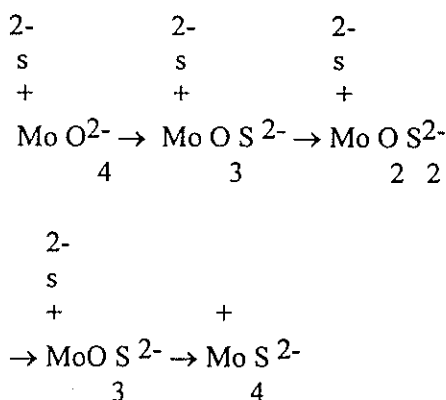 2- 2- 2-
s s s
+ + +
Mo O2- → Mo O S 2- → Mo O S2-
4 3 2 2
2-
s
+ +
→ MoO S 2- → Mo S 2-
3 4